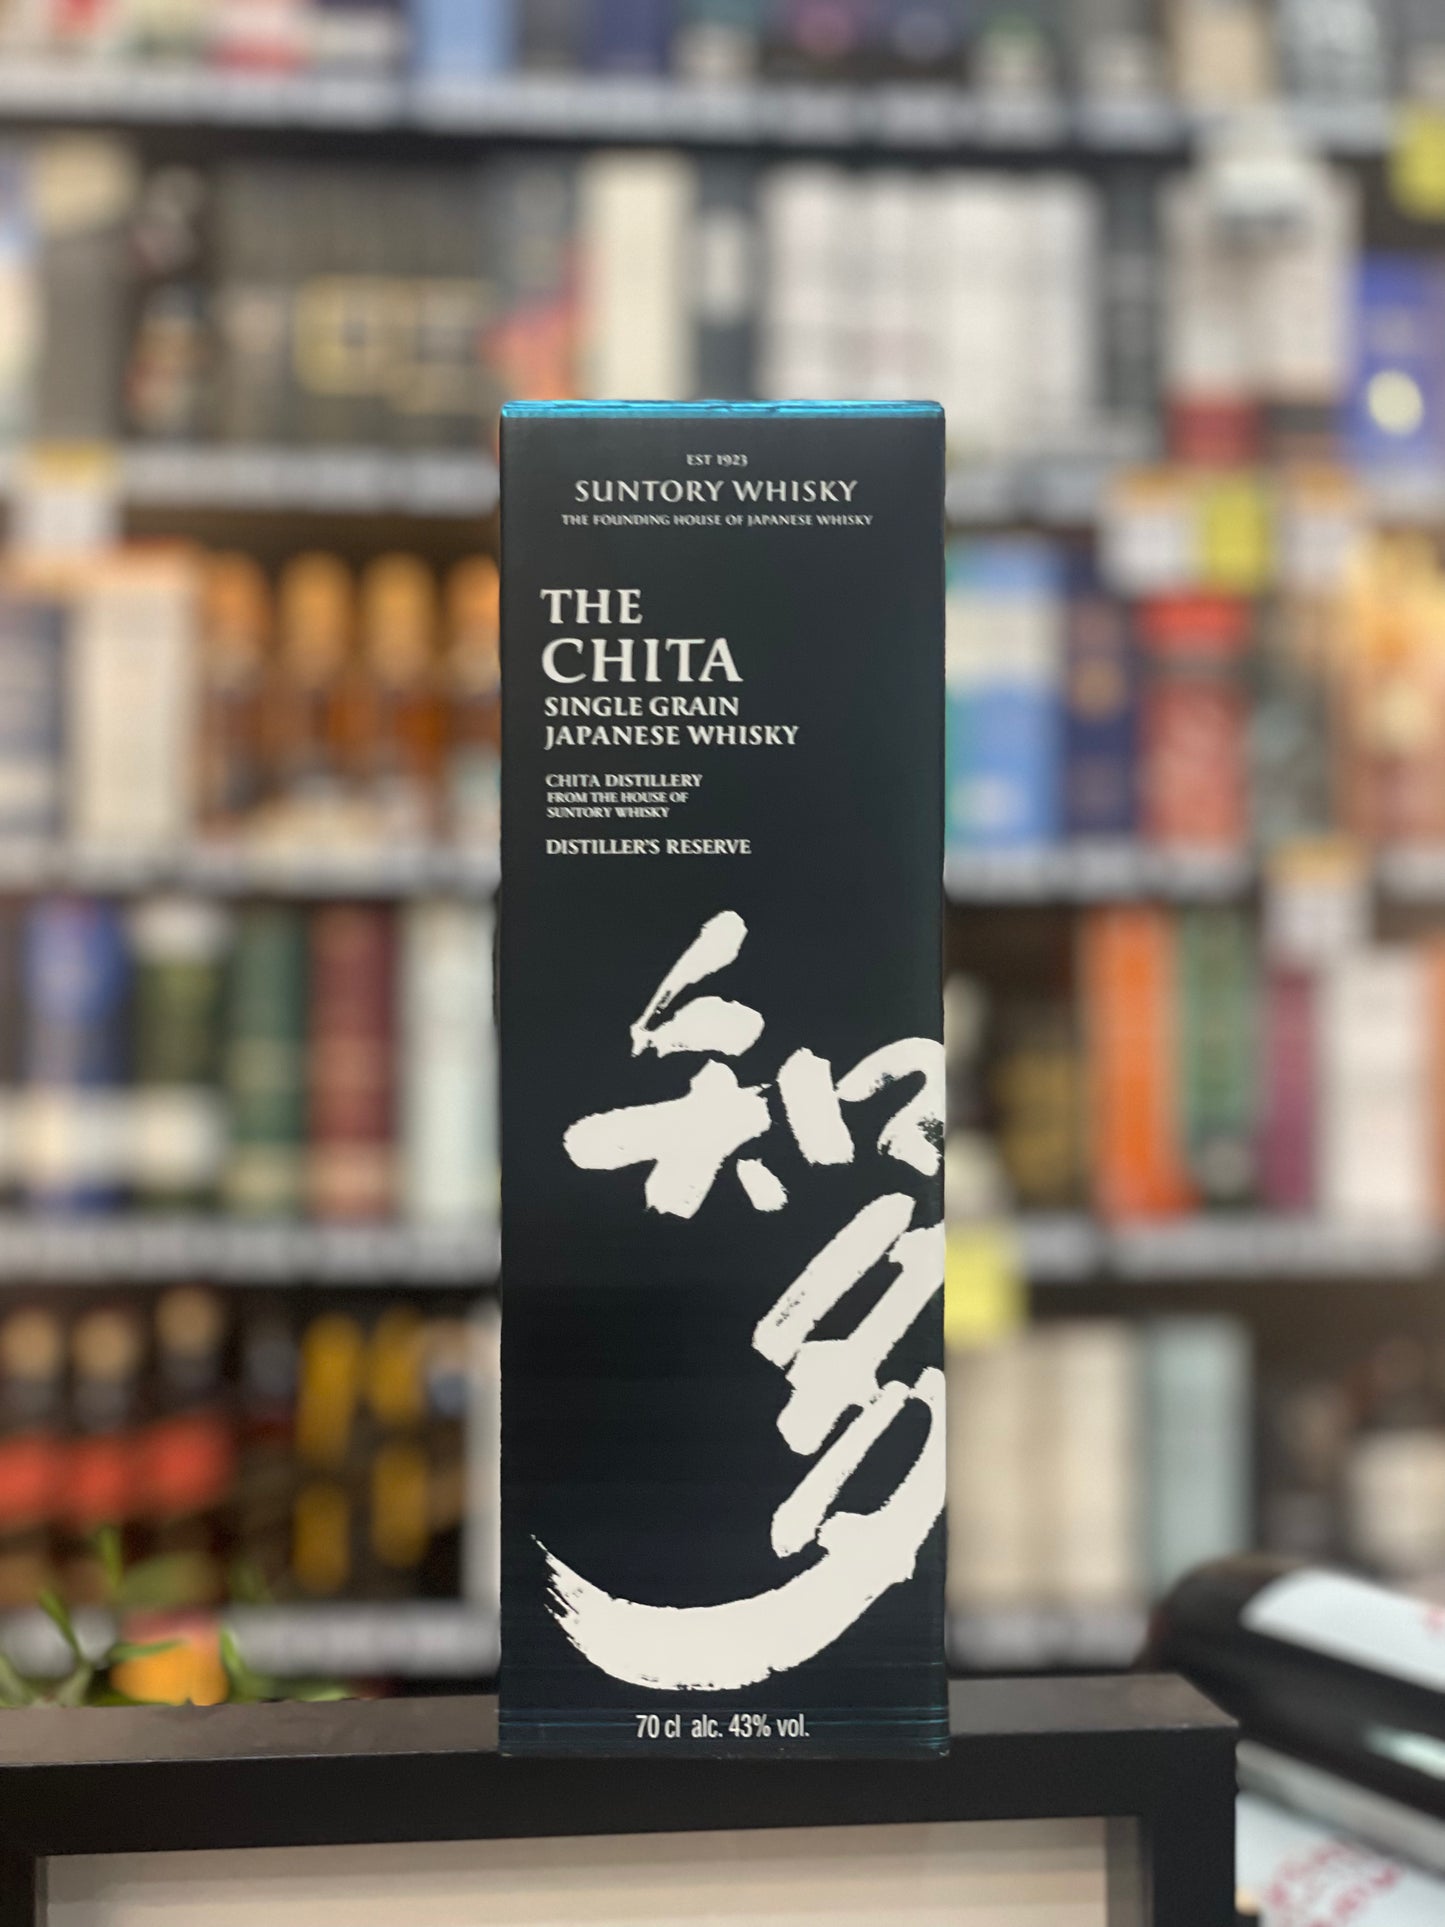 EST 1923
SUNTORY WHISKY
THE FOUNDING HOUSE OF JAPANESE WHISKY
THE
CHITA
SINGLE GRAIN
JAPANESE WHISKY
CHITA DISTILLERY
FROM THE HOUSE OF
SUNTORY WHISKY
DISTILLER'S RESERVE
知
多
70 cl alc. 43% vol.